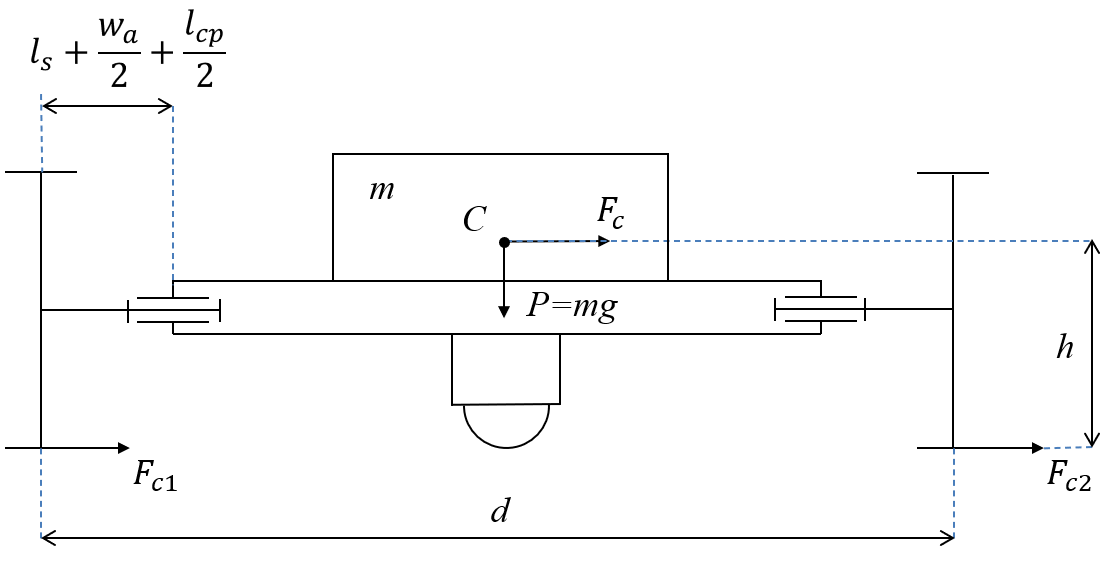 l_s + w_a/2 + l_cp/2
m
C
F_c
P=mg
h
F_c1
F_c2
d